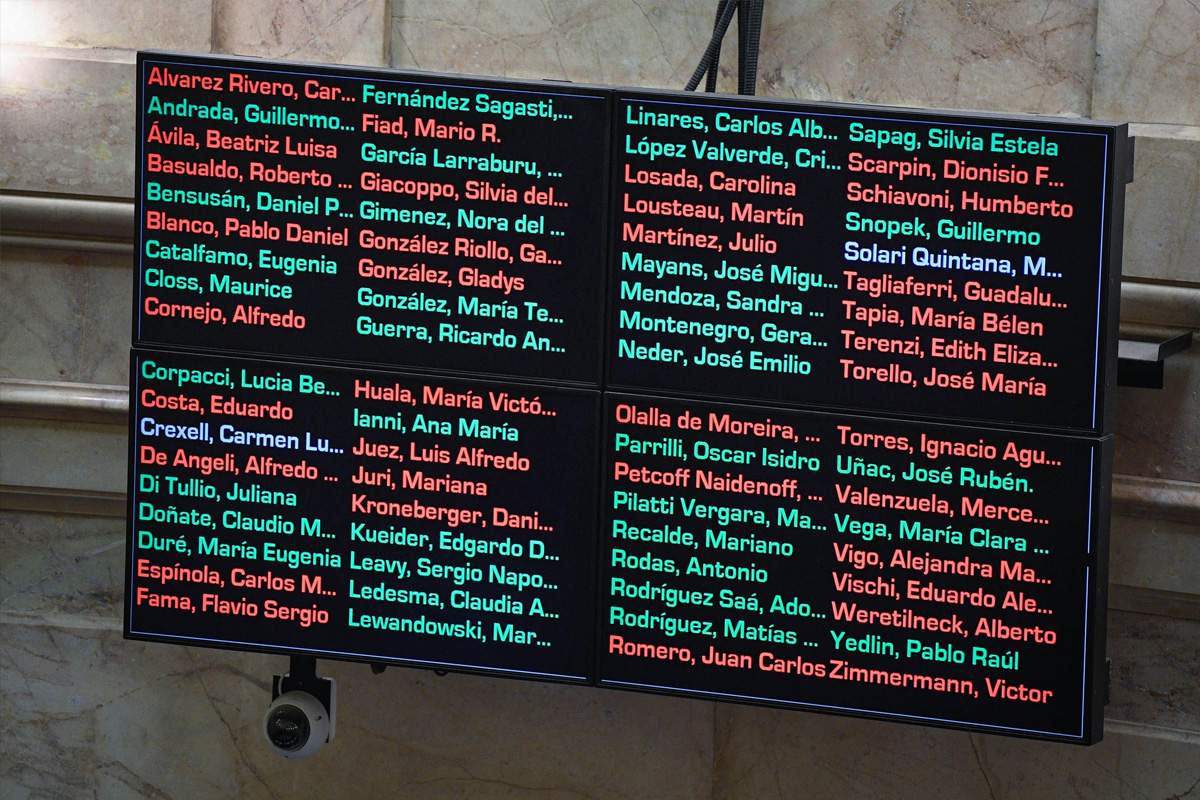 Alvarez Rivero, Car...
Andrada, Guillermo...
Ávila, Beatriz Luisa
Basualdo, Roberto ...
Bensusán, Daniel P...
Blanco, Pablo Daniel
Catalfamo, Eugenia
Closs, Maurice
Cornejo, Alfredo
Fernández Sagasti,...
Fiad, Mario R.
García Larraburu, ...
Giacoppo, Silvia del...
Gimenez, Nora del ...
González Riollo, Ga...
González, Gladys
González, María Te...
Guerra, Ricardo An...
Linares, Carlos Alb...
López Valverde, Cri...
Losada, Carolina
Lousteau, Martín
Martínez, Julio
Mayans, José Migu...
Mendoza, Sandra ...
Montenegro, Gera...
Neder, José Emilio
Sapag, Silvia Estela
Scarpin, Dionisio F...
Schiavoni, Humberto
Snopek, Guillermo
Solari Quintana, M...
Tagliaferri, Guadalu...
Tapia, María Bélen
Terenzi, Edith Eliza...
Torello, José María
Corpacci, Lucia Be...
Costa, Eduardo
Crexell, Carmen Lu...
De Angeli, Alfredo ...
Di Tullio, Juliana
Doñate, Claudio M...
Duré, María Eugenia
Espínola, Carlos M...
Fama, Flavio Sergio
Huala, María Victó...
Ianni, Ana María
Juez, Luis Alfredo
Juri, Mariana
Kroneberger, Dani...
Kueider, Edgardo D...
Leavy, Sergio Napo...
Ledesma, Claudia A...
Lewandowski, Mar...
Olalla de Moreira, ...
Parrilli, Oscar Isidro
Petcoff Naidenoff, ...
Pilatti Vergara, Ma...
Recalde, Mariano
Rodas, Antonio
Rodríguez Saá, Ado...
Rodríguez, Matías ...
Romero, Juan Carlos
Torres, Ignacio Agu...
Uñac, José Rubén.
Valenzuela, Merce...
Vega, María Clara ...
Vigo, Alejandra Ma...
Vischi, Eduardo Ale...
Weretilneck, Alberto
Yedlin, Pablo Raúl
Zimmermann, Victor